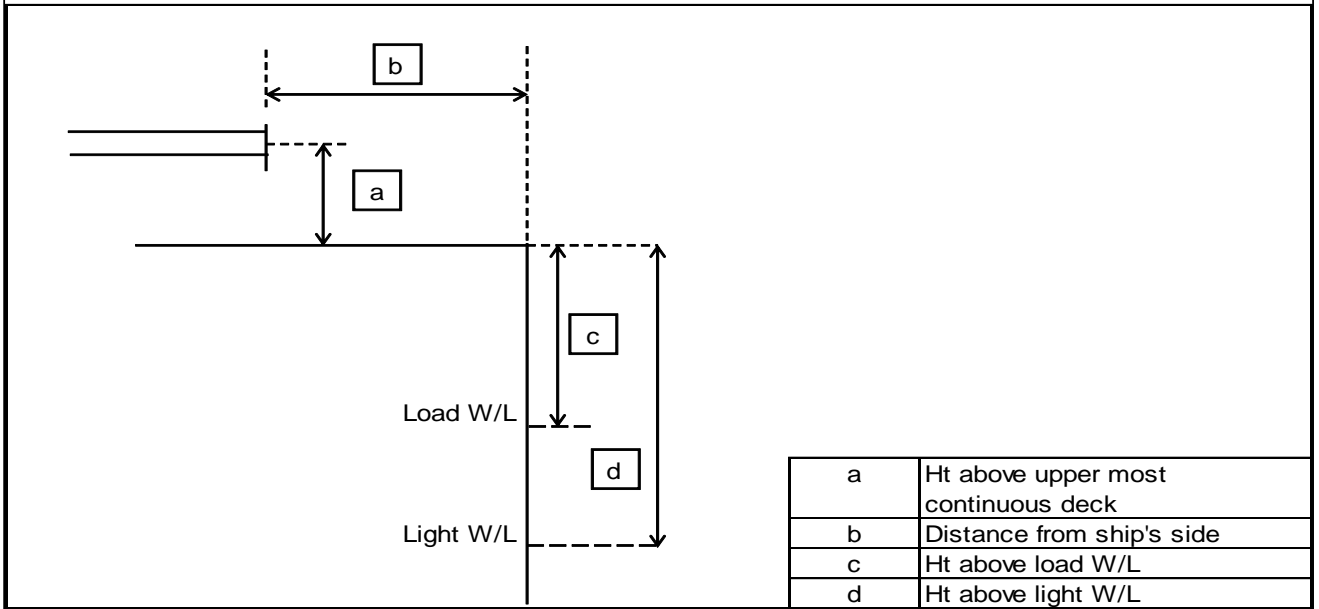 b
a
c
Load W/L
d
Light W/L
a Ht above upper most
continuous deck
b Distance from ship's side
c Ht above load W/L
d Ht above light W/L